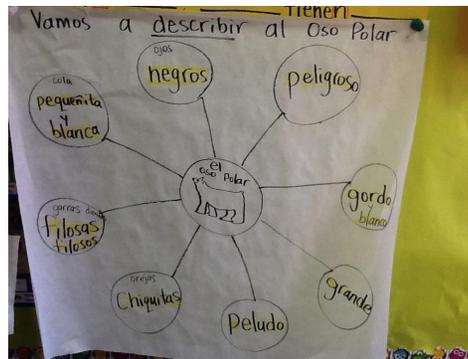 Tienen
Vamos a describir al Oso Polar
ojos
negros
peligroso
cola
pequeñita
y
blanca
el
oso Polar
gordo
y
blanco
garras dientes
filosas
filosos
orejas
Chiquitas
Peludo
grande